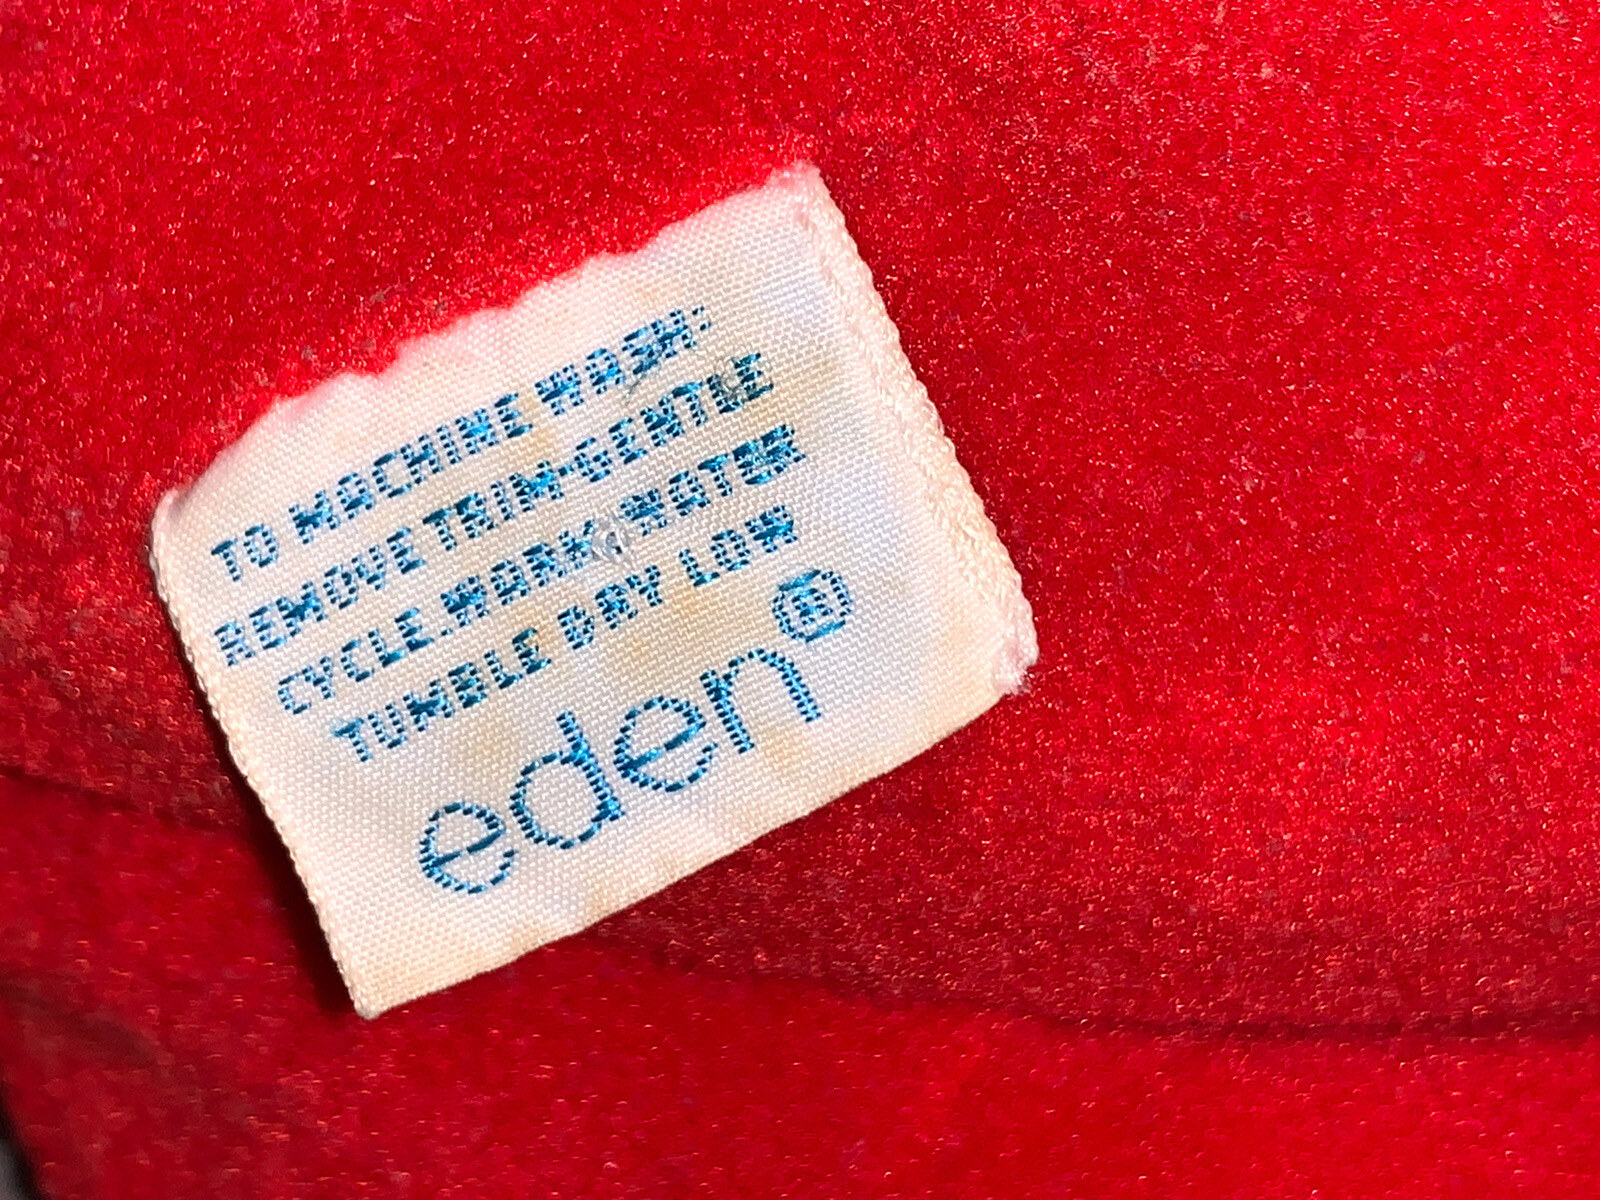 TO MACHINE WASH:
REMOVE TRIM-GENTLE
CYCLE.WARM WATER
TUMBLE DRY LOW
eden®